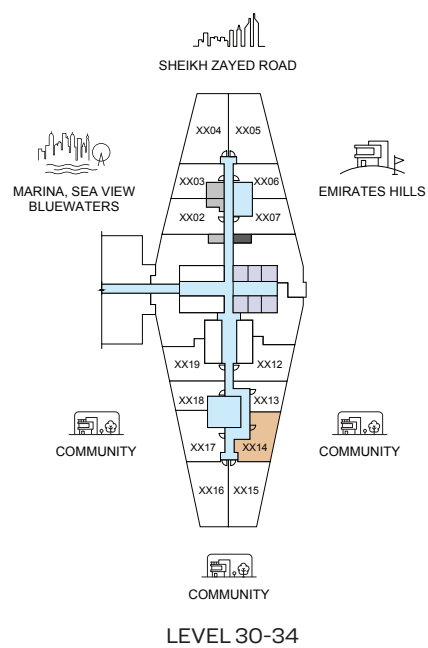 SHEIKH ZAYED ROAD
XX04
XX05
MARINA, SEA VIEW
BLUEWATERS
EMIRATES HILLS
XX03
XX06
XX02
XX07
XX19
XX12
XX18
XX13
COMMUNITY
COMMUNITY
XX17
XX14
XX16
XX15
COMMUNITY
LEVEL 30-34